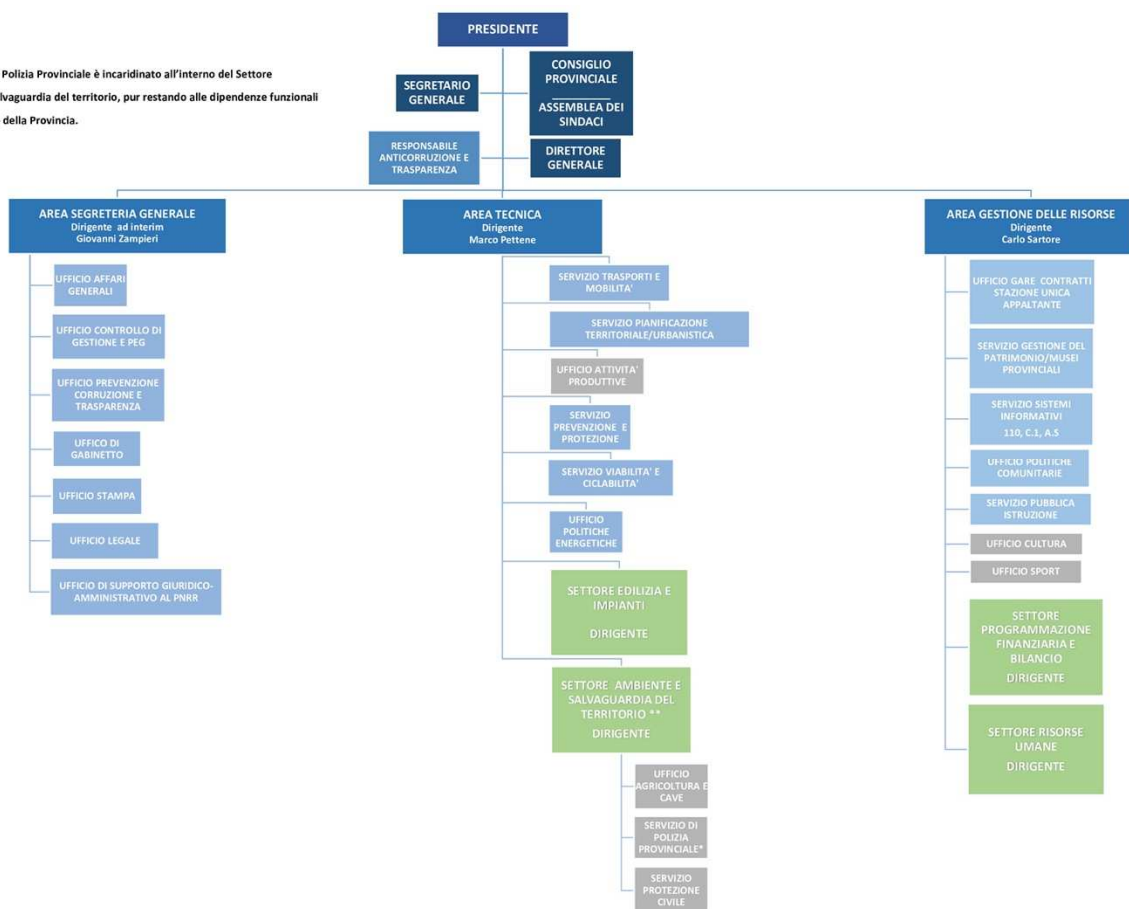 PRESIDENTE
Polizia Provinciale è incaridinato all'interno del Settore
lvaguardia del territorio, pur restando alle dipendenze funzionali
della Provincia.
SEGRETARIO
GENERALE
CONSIGLIO
PROVINCIALE
ASSEMBLEA DEI
SINDACI
RESPONSABILE
ANTICORRUZIONE E
TRASPARENZA
DIRETTORE
GENERALE
AREA SEGRETERIA GENERALE
Dirigente ad interim
Giovanni Zampieri
UFFICIO AFFARI
GENERALI
UFFICIO CONTROLLO DI
GESTIONE E PEG
UFFICIO PREVENZIONE
CORRUZIONE E
TRASPARENZA
UFFICO DI
GABINETTO
UFFICIO STAMPA
UFFICIO LEGALE
UFFICIO DI SUPPORTO GIURIDICO-
AMMINISTRATIVO AL PNRR
AREA TECNICA
Dirigente
Marco Pettene
SERVIZIO TRASPORTI E
MOBILITA'
SERVIZIO PIANIFICAZIONE
TERRITORIALE/URBANISTICA
UFFICIO ATTIVITA'
PRODUTTIVE
SERVIZIO
PREVENZIONE E
PROTEZIONE
SERVIZIO VIABILITA' E
CICLABILITA'
UFFICIO
POLITICHE
ENERGETICHE
SETTORE EDILIZIA E
IMPIANTI
DIRIGENTE
SETTORE AMBIENTE E
SALVAGUARDIA DEL
TERRITORIO **
DIRIGENTE
UFFICIO
AGRICOLTURA E
CAVE
SERVIZIO DI
POLIZIA
PROVINCIALE*
SERVIZIO
PROTEZIONE
CIVILE
AREA GESTIONE DELLE RISORSE
Dirigente
Carlo Sartore
UFFICIO GARE CONTRATTI
STAZIONE UNICA
APPALTANTE
SERVIZIO GESTIONE DEL
PATRIMONIO/MUSEI
PROVINCIALI
SERVIZIO SISTEMI
INFORMATIVI
110, C.1, A.S
UFFICIO POLITICHE
COMUNITARIE
SERVIZIO PUBBLICA
ISTRUZIONE
UFFICIO CULTURA
UFFICIO SPORT
SETTORE
PROGRAMMAZIONE
FINANZIARIA E
BILANCIO
DIRIGENTE
SETTORE RISORSE
UMANE
DIRIGENTE